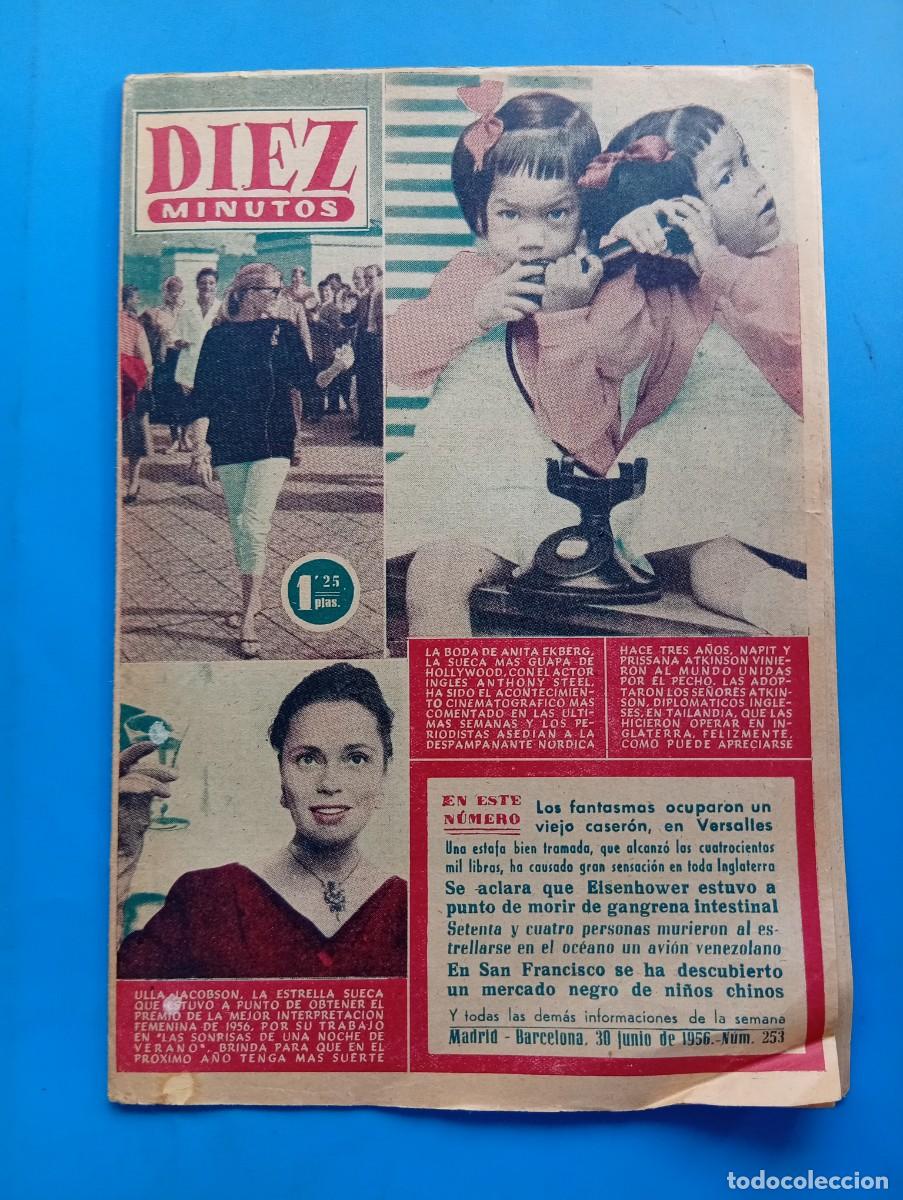 DIEZ
MINUTOS
1'25
ptas.
LA BODA DE ANITA EKBERG,
LA SUECA MAS GUAPA DE
HOLLYWOOD, CON EL ACTOR
INGLES ANTHONY STEEL
HA SIDO EL ACONTECIMIEN-
TO CINEMATOGRAFICO MAS
COMENTADO EN LAS ULTI-
MAS SEMANAS Y LOS PE-
RIODISTAS ASEDIAN A LA
DESPAMPANANTE NORDICA
HACE TRES AÑOS, NAPIT Y
PRISSANA ATKINSON VINIE-
RON AL MUNDO UNIDAS
POR EL PECHO. LAS ADOP-
TARON LOS SEÑORES ATKIN-
SON, DIPLOMATICOS INGLE-
SES, EN TAILANDIA, QUE LAS
HICIERON OPERAR EN IN-
GLATERRA, FELIZMENTE,
COMO PUEDE APRECIARSE
ULLA JACOBSON, LA ESTRELLA SUECA
QUE ESTUVO A PUNTO DE OBTENER EL
PREMIO DE LA MEJOR INTERPRETACION
FEMENINA DE 1956, POR SU TRABAJO
EN "LAS SONRISAS DE UNA NOCHE DE
VERANO", BRINDA PARA QUE EN EL
PROXIMO AÑO TENGA MAS SUERTE
EN ESTE
NÚMERO
Los fantasmas ocuparon un
viejo caserón, en Versalles
Una estafa bien tramada, que alcanzó las cuatrocientos
mil libras, ha causado gran sensación en toda Inglaterra
Se aclara que Eisenhower estuvo a
punto de morir de gangrena intestinal
Setenta y cuatro personas murieron al es-
trellarse en el océano un avión venezolano
En San Francisco se ha descubierto
un mercado negro de niños chinos
Y todas las demás informaciones de la semana
Madrid - Barcelona, 30 junio de 1956.-Núm. 253
todocoleccion